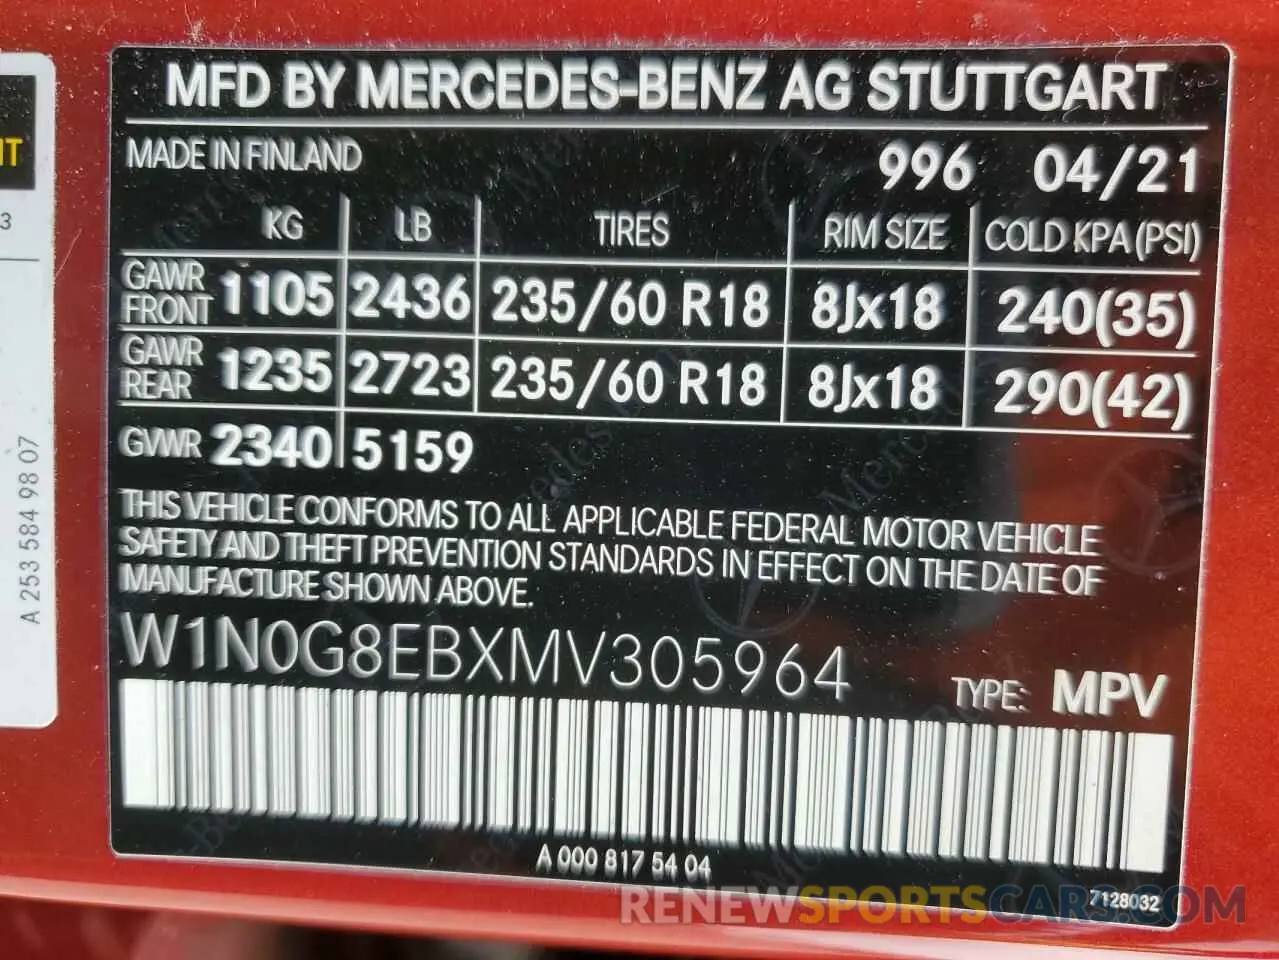 MFD BY MERCEDES-BENZ AG STUTTGART
MADE IN FINLAND 996 04/21
KG LB TIRES RIM SIZE COLD KPA (PSI)
GAWR FRONT 1105 2436 235/60 R18 8Jx18 240(35)
GAWR REAR 1235 2723 235/60 R18 8Jx18 290(42)
GVWR 2340 5159
THIS VEHICLE CONFORMS TO ALL APPLICABLE FEDERAL MOTOR VEHICLE
SAFETY AND THEFT PREVENTION STANDARDS IN EFFECT ON THE DATE OF
MANUFACTURE SHOWN ABOVE.
W1N0G8EBXMV305964 TYPE: MPV
A 000 817 54 04
7128032
A 253 584 98 07
3
RENEWSPORTSCARS.COM